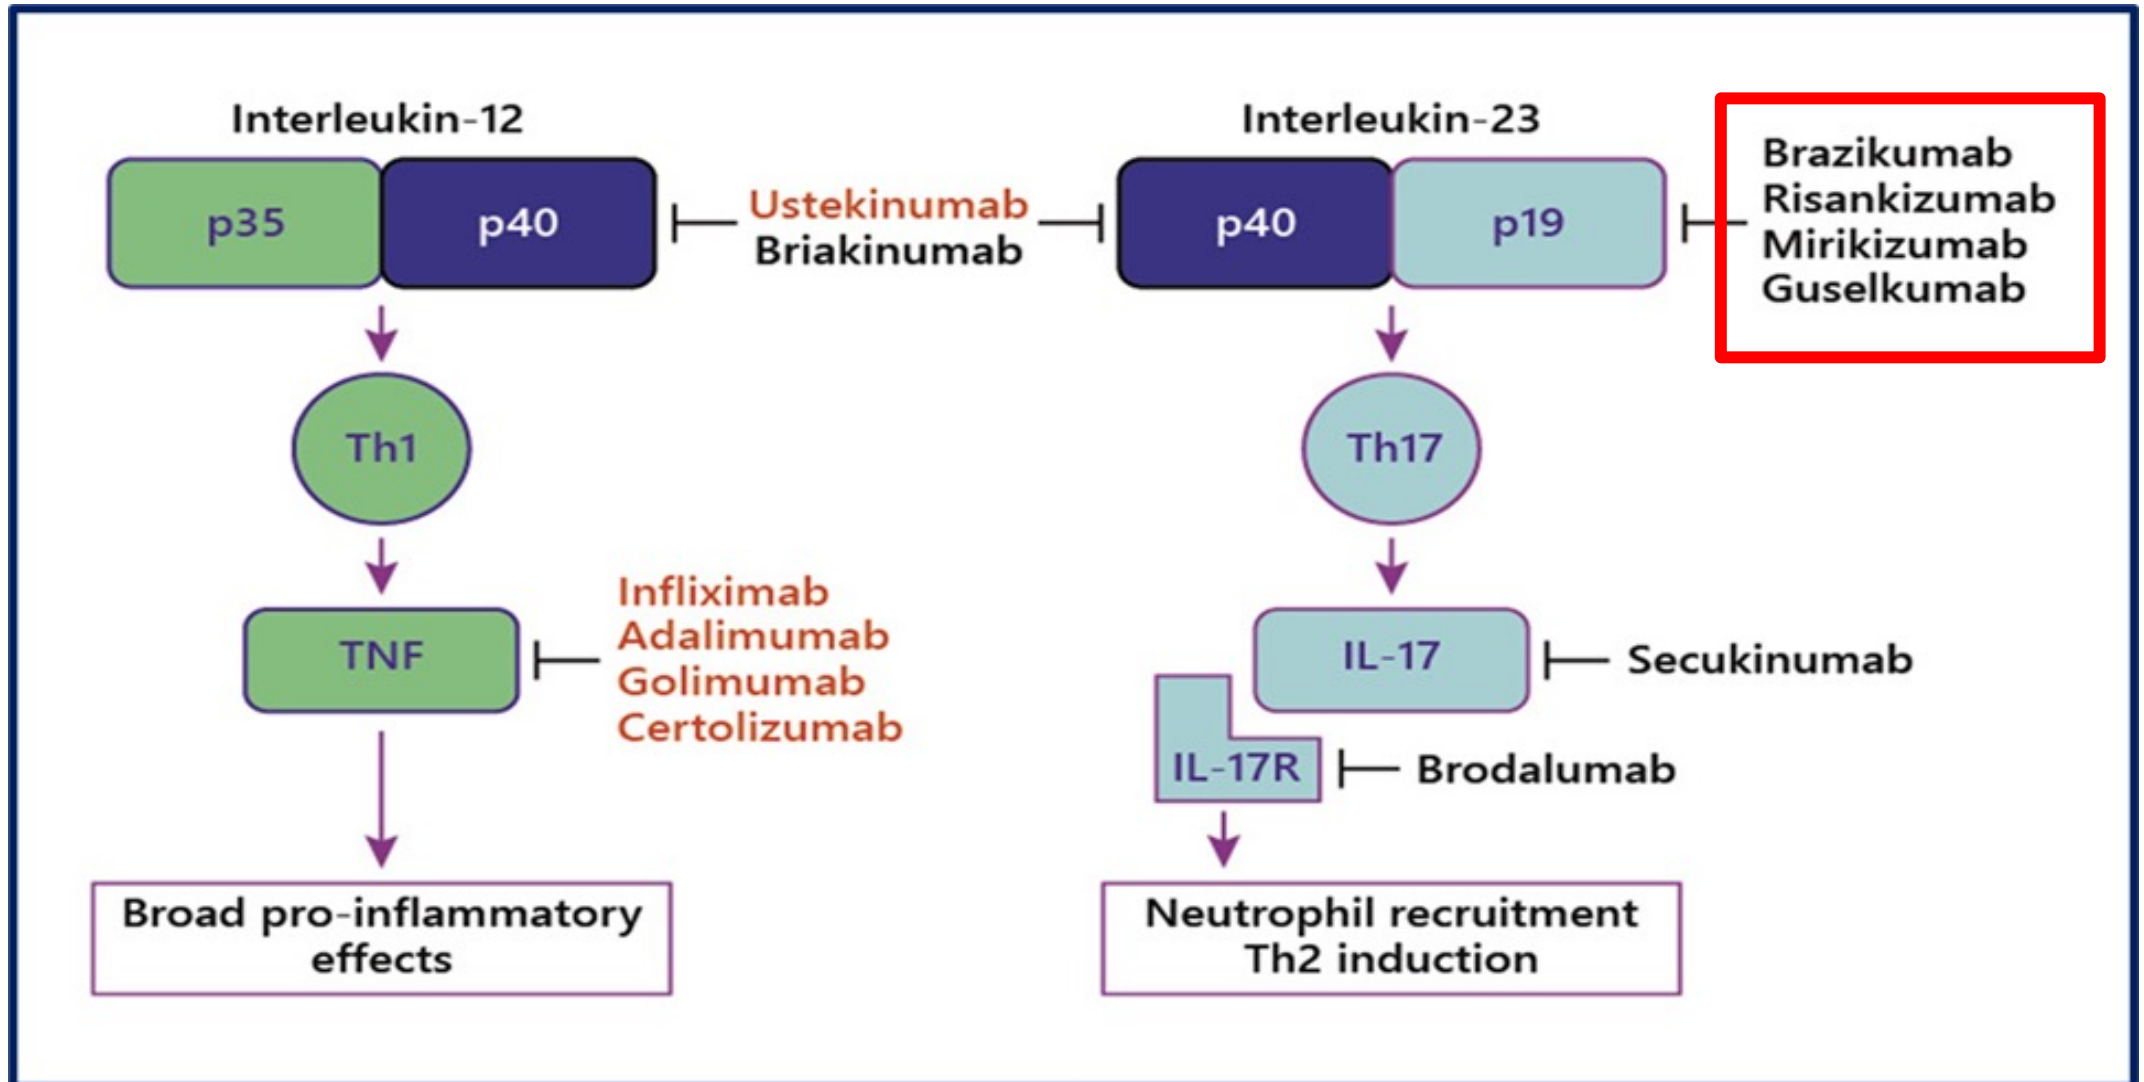 Interleukin-12
p35
p40
Ustekinumab
Briakinumab
Interleukin-23
p40
p19
Brazikumab
Risankizumab
Mirikizumab
Guselkumab
Th1
Th17
TNF
Infliximab
Adalimumab
Golimumab
Certolizumab
IL-17
Secukinumab
IL-17R
Brodalumab
Broad pro-inflammatory
effects
Neutrophil recruitment
Th2 induction